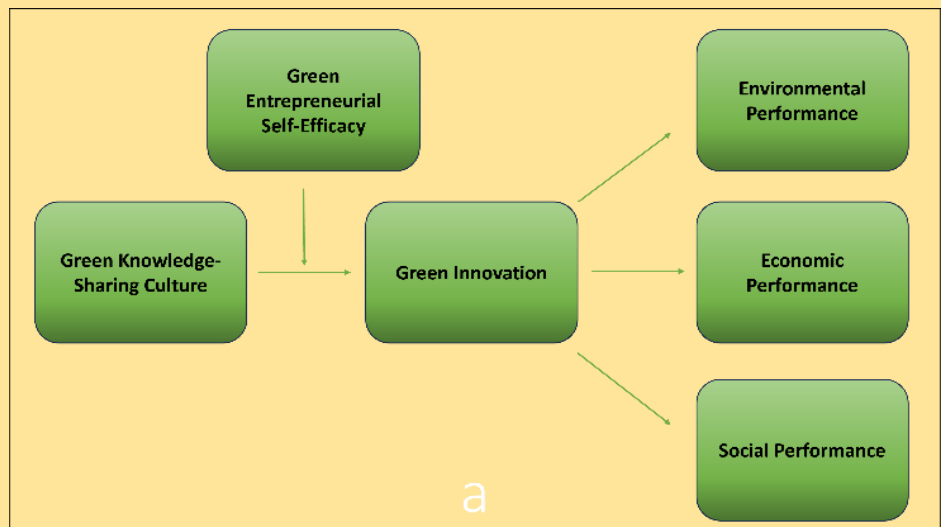 Green
Entrepreneurial
Self-Efficacy
Environmental
Performance
Green Knowledge-
Sharing Culture
Green Innovation
Economic
Performance
Social Performance
a